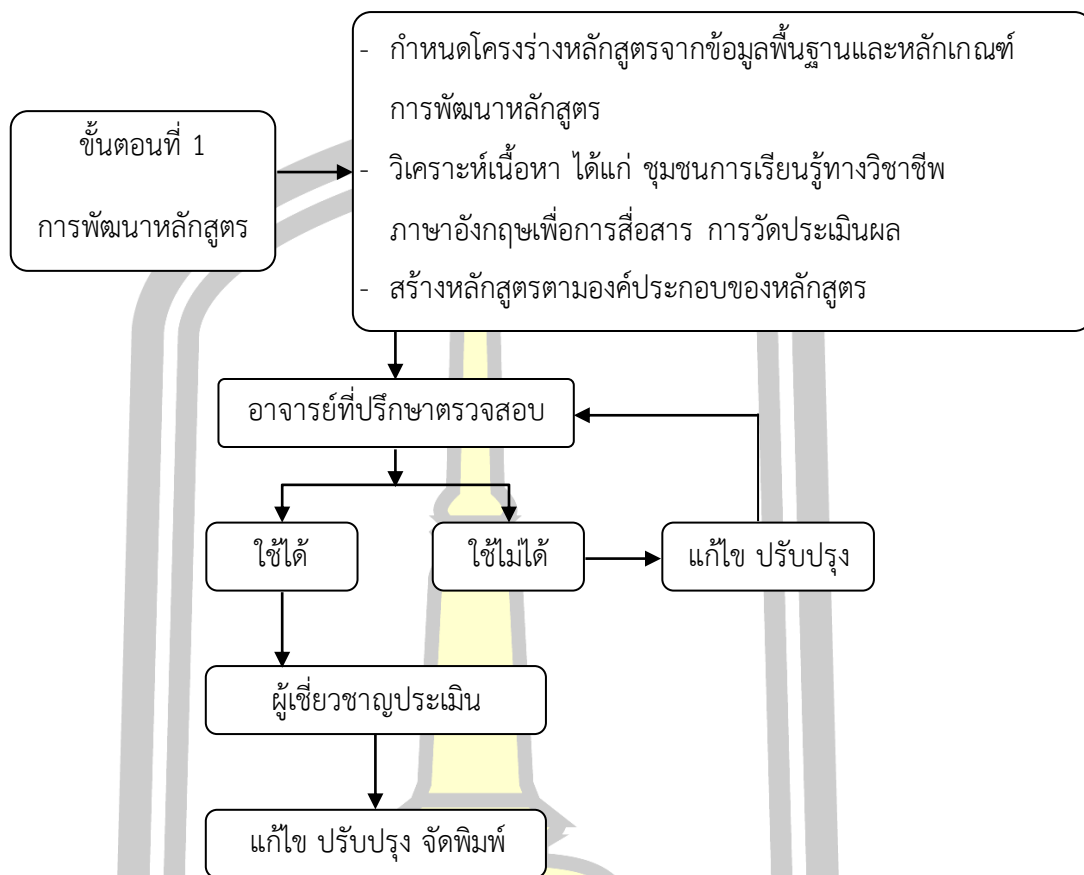 ขั้นตอนที่ 1
การพัฒนาหลักสูตร
- กำหนดโครงร่างหลักสูตรจากข้อมูลพื้นฐานและหลักเกณฑ์
การพัฒนาหลักสูตร
- วิเคราะห์เนื้อหา ได้แก่ ชุมชนการเรียนรู้ทางวิชาชีพ
ภาษาอังกฤษเพื่อการสื่อสาร การวัดประเมินผล
- สร้างหลักสูตรตามองค์ประกอบของหลักสูตร
อาจารย์ที่ปรึกษาตรวจสอบ
ใช้ได้
ใช้ไม่ได้
แก้ไข ปรับปรุง
ผู้เชี่ยวชาญประเมิน
แก้ไข ปรับปรุง จัดพิมพ์